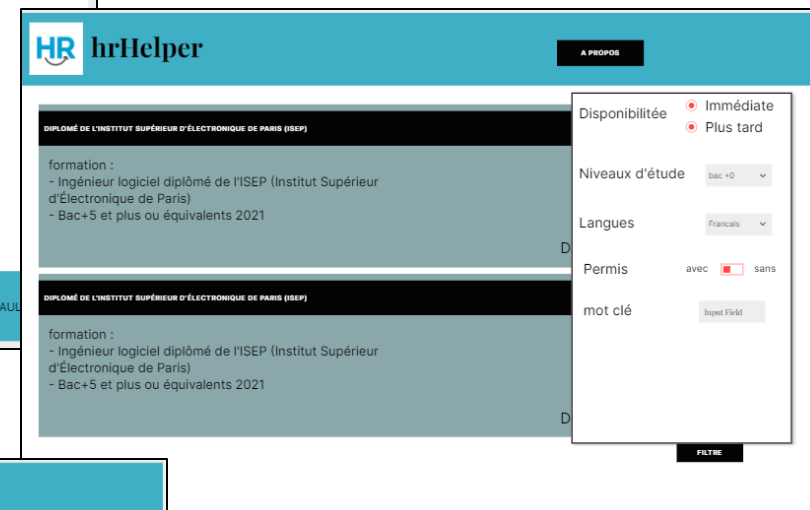 HR hrHelper
A PROPOS
DIPLOMÉ DE L'INSTITUT SUPÉRIEUR D'ÉLECTRONIQUE DE PARIS (ISEP)
formation :
- Ingénieur logiciel diplômé de l'ISEP (Institut Supérieur
d'Électronique de Paris)
- Bac+5 et plus ou équivalents 2021
D
DIPLOMÉ DE L'INSTITUT SUPÉRIEUR D'ÉLECTRONIQUE DE PARIS (ISEP)
formation :
- Ingénieur logiciel diplômé de l'ISEP (Institut Supérieur
d'Électronique de Paris)
- Bac+5 et plus ou équivalents 2021
D
Disponibilitée
Immédiate
Plus tard
Niveaux d'étude bac +0
Langues Francais
Permis avec sans
mot clé Input Field
FILTRE
AUL